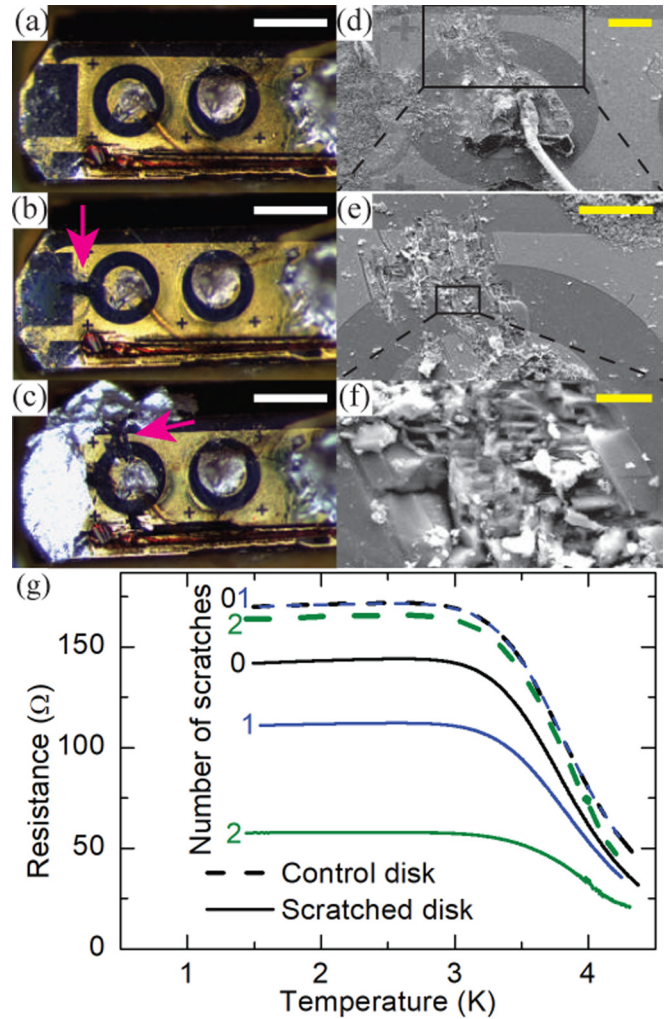 (a)
(d)
(b)
(e)
(c)
(f)
(g)
0 1
2
0
1
2
Number of scratches
Control disk
Scratched disk
150
100
50
0
Resistance (Ω)
1 2 3 4
Temperature (K)